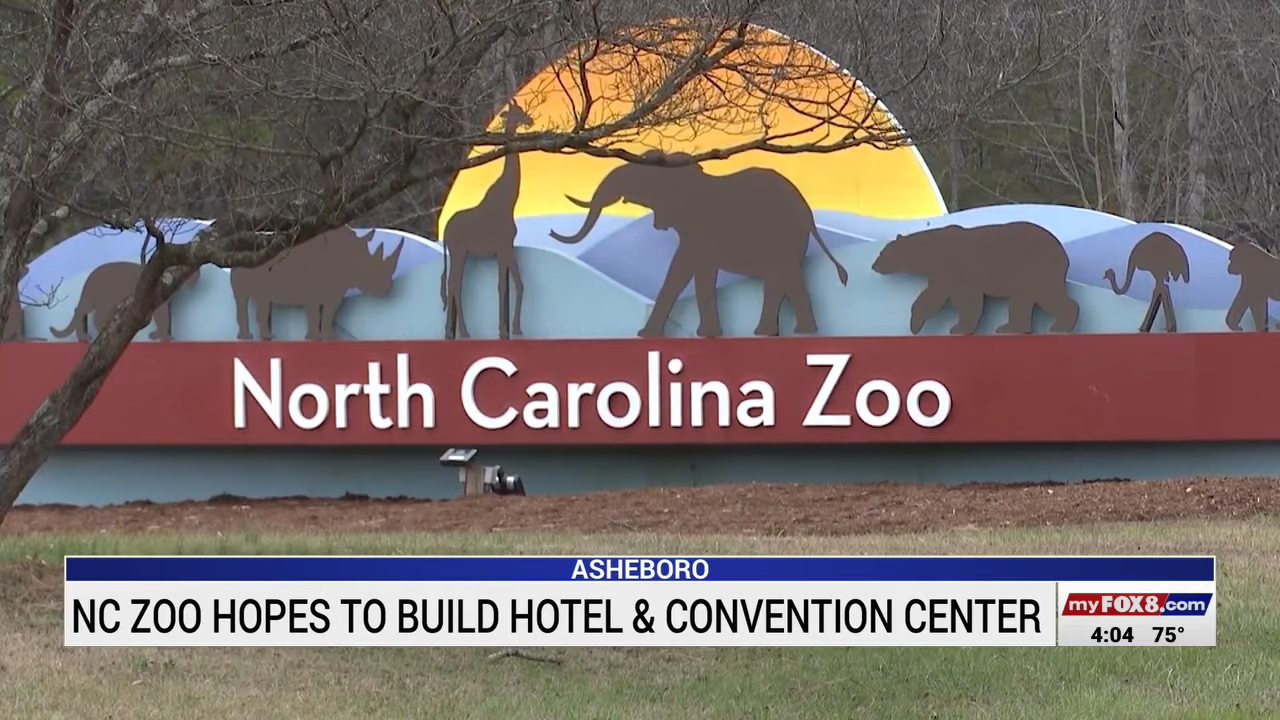 North Carolina Zoo
ASHEBORO
NC ZOO HOPES TO BUILD HOTEL & CONVENTION CENTER
myFOX8.com
4:04 75°